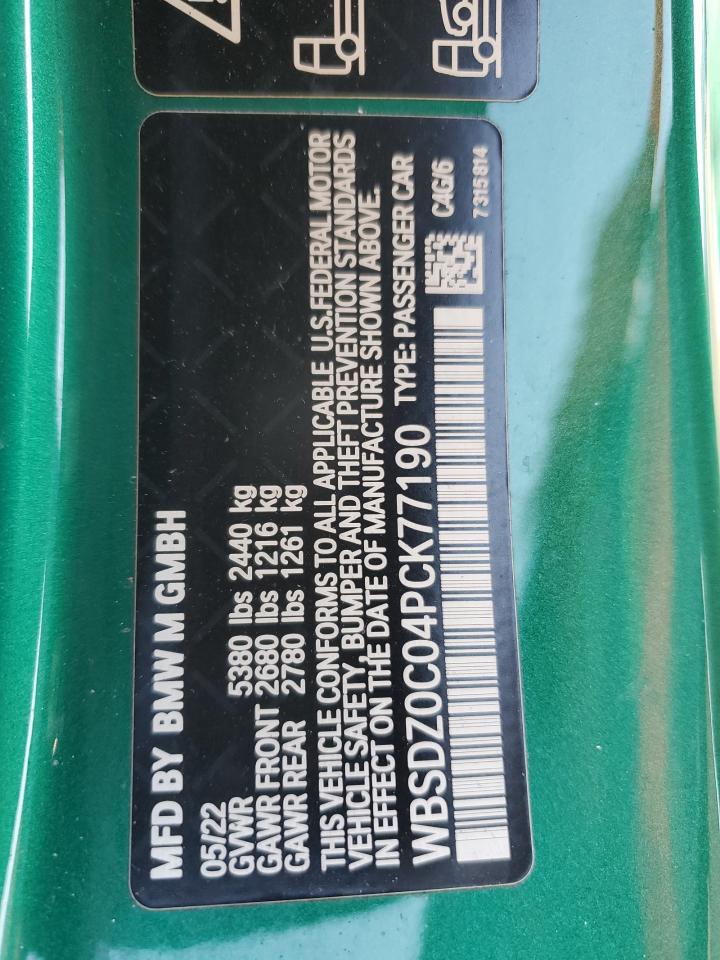 MFD BY BMW M GMBH
05/22
GVWR 5380 lbs 2440 kg
GAWR FRONT 2680 lbs 1216 kg
GAWR REAR 2780 lbs 1261 kg
THIS VEHICLE CONFORMS TO ALL APPLICABLE U.S.FEDERAL MOTOR
VEHICLE SAFETY, BUMPER AND THEFT PREVENTION STANDARDS
IN EFFECT ON THE DATE OF MANUFACTURE SHOWN ABOVE.
WBSDZ0C04PCK77190 TYPE: PASSENGER CAR
C4G/6
7315814